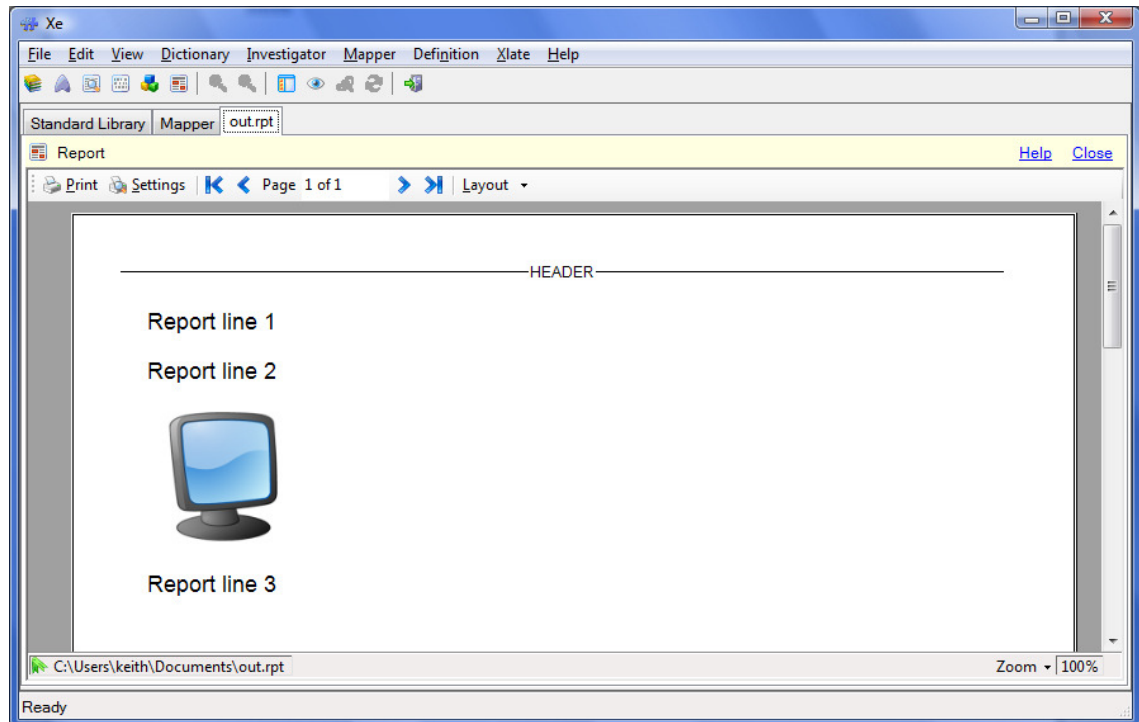 Xe
File Edit View Dictionary Investigator Mapper Definition Xlate Help
Standard Library Mapper out.rpt
Report Help Close
Print Settings Page 1 of 1 Layout
HEADER
Report line 1
Report line 2
Report line 3
C:\Users\keith\Documents\out.rpt Zoom 100%
Ready